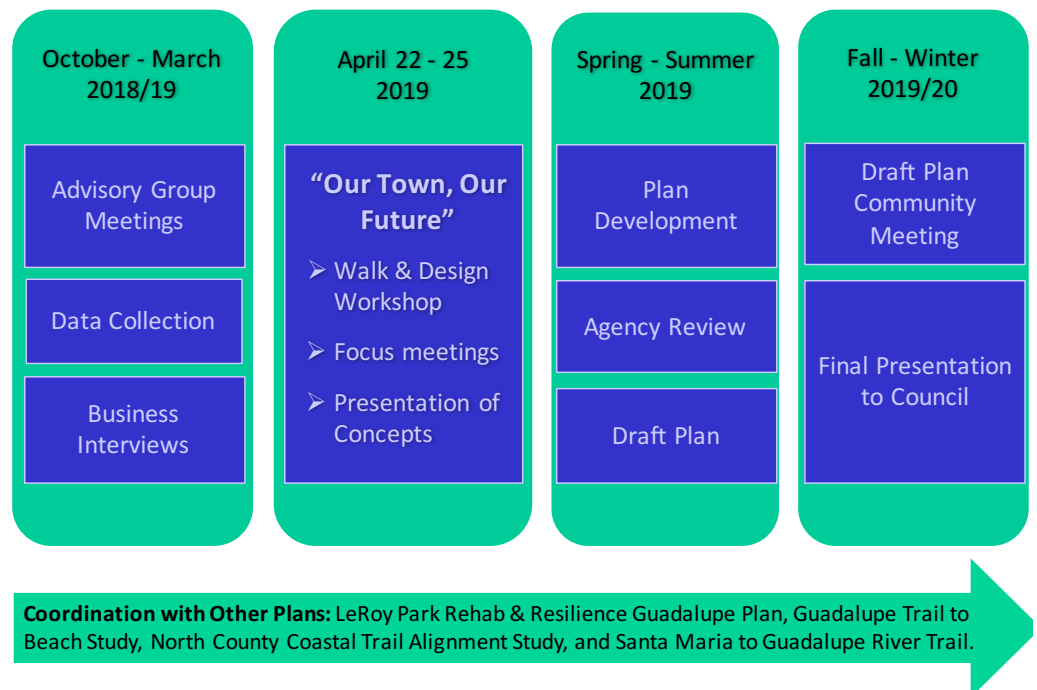 October - March
2018/19
Advisory Group
Meetings
Data Collection
Business
Interviews
April 22 - 25
2019
“Our Town, Our
Future”
➢ Walk & Design
Workshop
➢ Focus meetings
➢ Presentation of
Concepts
Spring - Summer
2019
Plan
Development
Agency Review
Draft Plan
Fall - Winter
2019/20
Draft Plan
Community
Meeting
Final Presentation
to Council
Coordination with Other Plans: LeRoy Park Rehab & Resilience Guadalupe Plan, Guadalupe Trail to
Beach Study, North County Coastal Trail Alignment Study, and Santa Maria to Guadalupe River Trail.